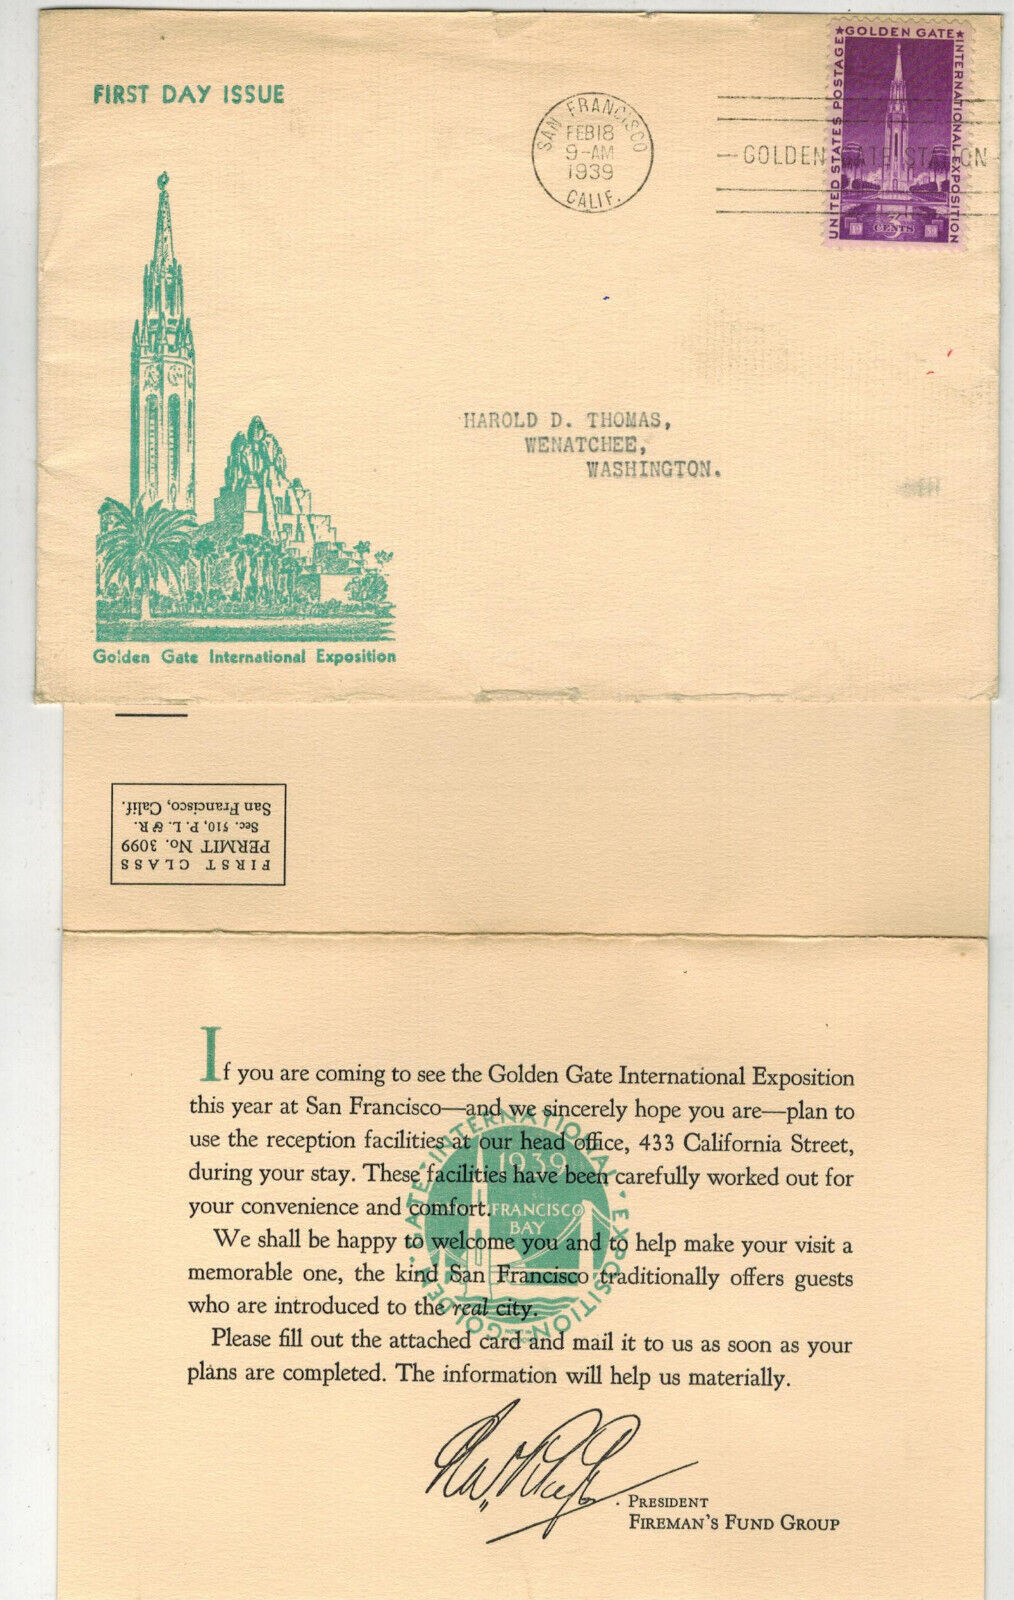 FIRST DAY ISSUE
SAN FRANCISCO
FEB 18
9-AM
1939
CALIF.
GOLDEN GATE STATION
UNITED STATES POSTAGE
★GOLDEN GATE★
INTERNATIONAL EXPOSITION
19 3 39
CENTS
HAROLD D. THOMAS,
WENATCHEE,
WASHINGTON.
Golden Gate International Exposition
FIRST CLASS
PERMIT No. 3099
Sec. 510, P. L. & R.
San Francisco, Calif.
If you are coming to see the Golden Gate International Exposition
this year at San Francisco—and we sincerely hope you are—plan to
use the reception facilities at our head office, 433 California Street,
during your stay. These facilities have been carefully worked out for
your convenience and comfort.
We shall be happy to welcome you and to help make your visit a
memorable one, the kind San Francisco traditionally offers guests
who are introduced to the real city.
Please fill out the attached card and mail it to us as soon as your
plans are completed. The information will help us materially.
GOLDEN·GATE·INTERNATIONAL·EXPOSITION·
1939
FRANCISCO
BAY
PRESIDENT
FIREMAN'S FUND GROUP